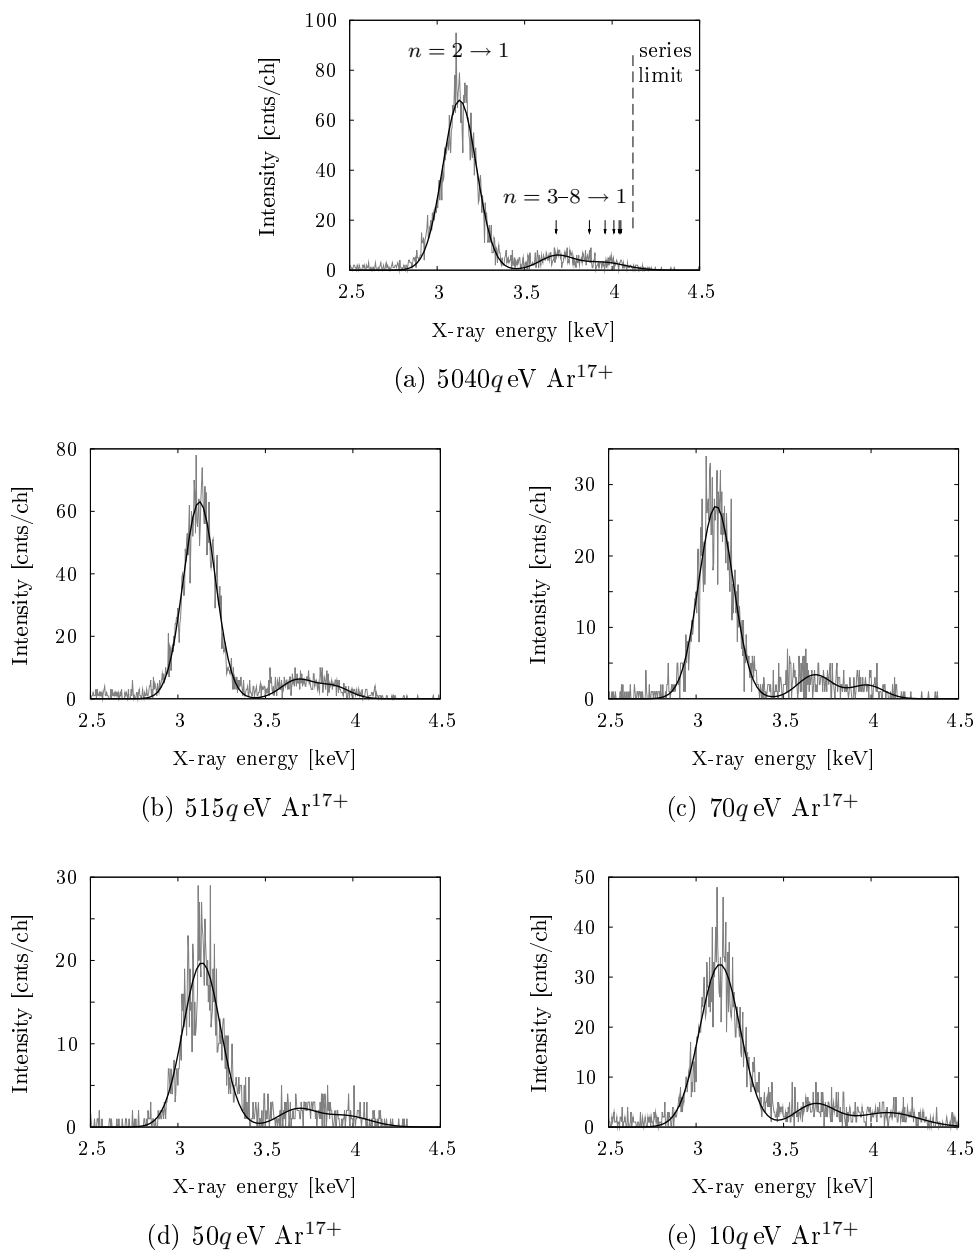 100
80
60
40
20
0
Intensity [cnts/ch]
n = 2 → 1
series
limit
n = 3–8 → 1
2.5 3 3.5 4 4.5
X-ray energy [keV]
(a) 5040q eV Ar17+
80
60
40
20
0
Intensity [cnts/ch]
2.5 3 3.5 4 4.5
X-ray energy [keV]
(b) 515q eV Ar17+
30
20
10
0
Intensity [cnts/ch]
2.5 3 3.5 4 4.5
X-ray energy [keV]
(c) 70q eV Ar17+
30
20
10
0
Intensity [cnts/ch]
2.5 3 3.5 4 4.5
X-ray energy [keV]
(d) 50q eV Ar17+
50
40
30
20
10
0
Intensity [cnts/ch]
2.5 3 3.5 4 4.5
X-ray energy [keV]
(e) 10q eV Ar17+